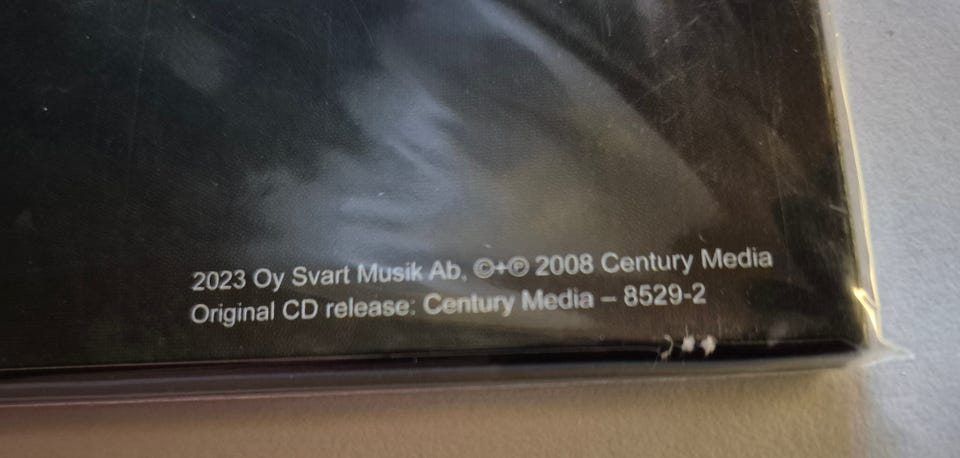 2023 Oy Svart Musik Ab, ©+℗ 2008 Century Media
Original CD release: Century Media – 8529-2